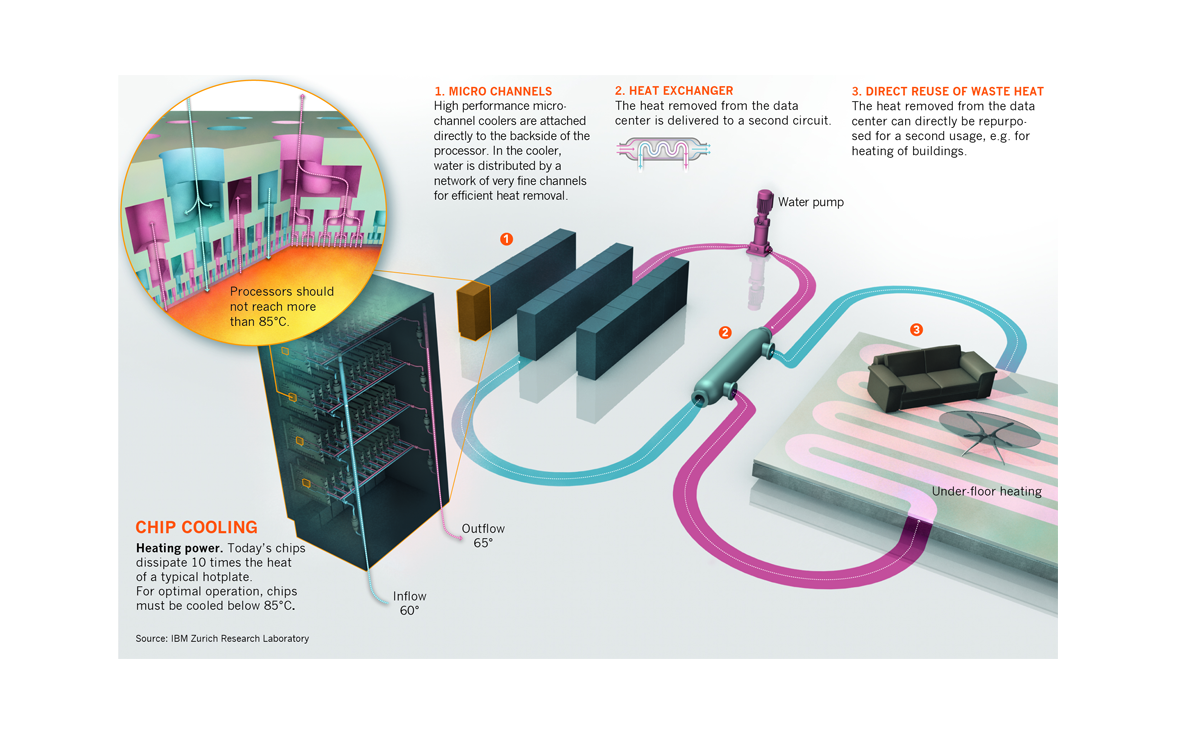 1. MICRO CHANNELS
High performance micro-
channel coolers are attached
directly to the backside of the
processor. In the cooler,
water is distributed by a
network of very fine channels
for efficient heat removal.
2. HEAT EXCHANGER
The heat removed from the data
center is delivered to a second circuit.
3. DIRECT REUSE OF WASTE HEAT
The heat removed from the data
center can directly be repurpo-
sed for a second usage, e.g. for
heating of buildings.
Water pump
1
2
3
Processors should
not reach more
than 85°C.
Under-floor heating
Outflow
65°
Inflow
60°
CHIP COOLING
Heating power. Today's chips
dissipate 10 times the heat
of a typical hotplate.
For optimal operation, chips
must be cooled below 85°C.
Source: IBM Zurich Research Laboratory